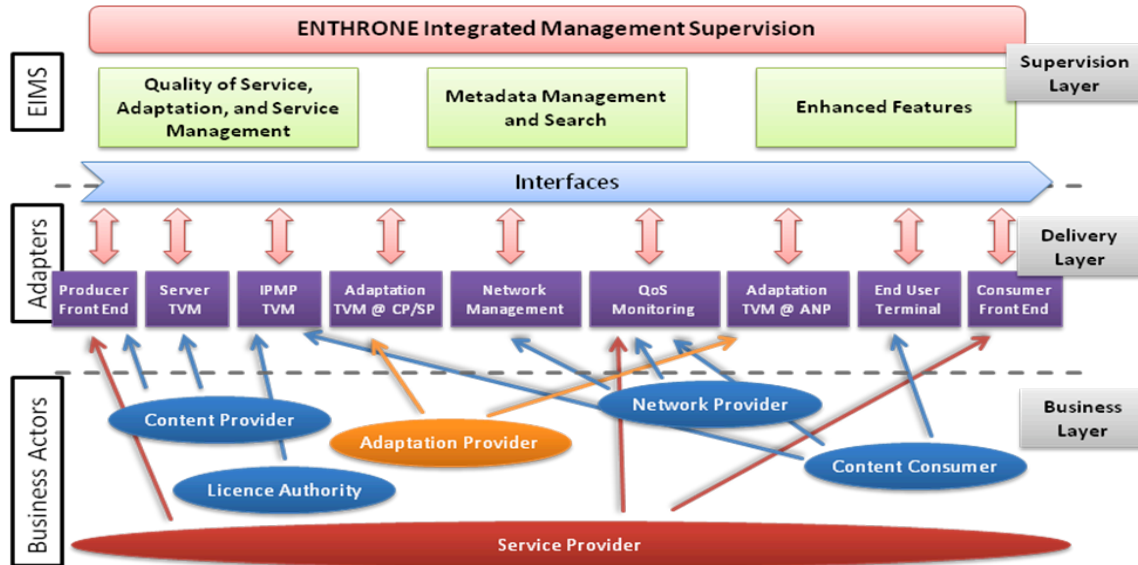 ENTHRONE Integrated Management Supervision
EIMS
Quality of Service,
Adaptation, and Service
Management
Metadata Management
and Search
Enhanced Features
Supervision
Layer
Interfaces
Adapters
Delivery
Layer
Producer
Front End
Server
TVM
IPMP
TVM
Adaptation
TVM @ CP/SP
Network
Management
QoS
Monitoring
Adaptation
TVM @ ANP
End User
Terminal
Consumer
Front End
Business Actors
Content Provider
Adaptation Provider
Network Provider
Business
Layer
Licence Authority
Content Consumer
Service Provider